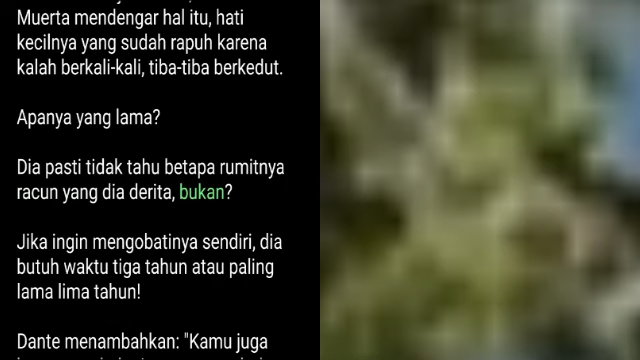 Muerta mendengar hal itu, hati
kecilnya yang sudah rapuh karena
kalah berkali-kali, tiba-tiba berkedut.
Apanya yang lama?
Dia pasti tidak tahu betapa rumitnya
racun yang dia derita, bukan?
Jika ingin mengobatinya sendiri, dia
butuh waktu tiga tahun atau paling
lama lima tahun!
Dante menambahkan: "Kamu juga